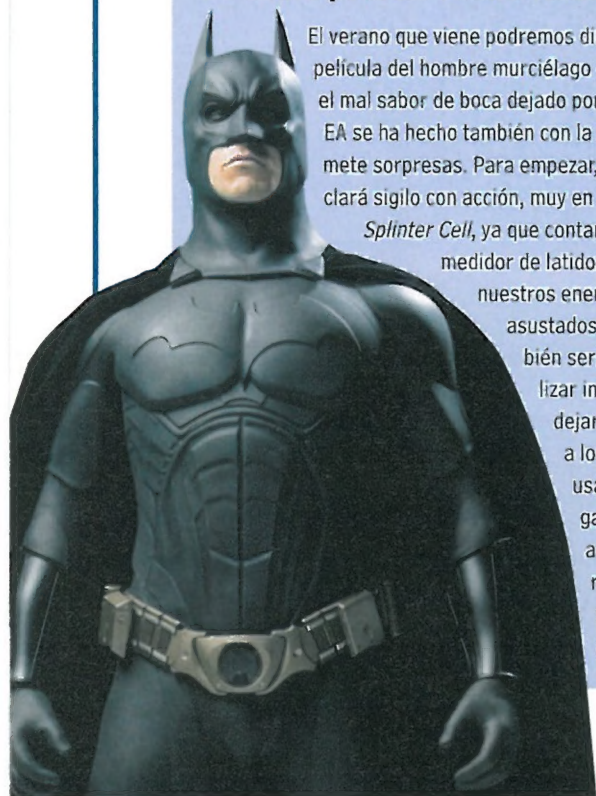 El verano que viene podremos di
película del hombre murciélago
el mal sabor de boca dejado por
EA se ha hecho también con la
mete sorpresas. Para empezar,
clará sigilo con acción, muy en
Splinter Cell, ya que contar
medidor de latido
nuestros ener
asustados
bién ser
lizar in
dejar
a lo
usa
ga
a